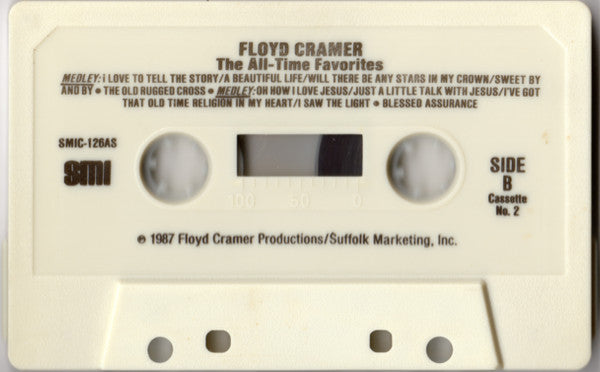 FLOYD CRAMER
The All-Time Favorites
MEDLEY: I LOVE TO TELL THE STORY/A BEAUTIFUL LIFE/WILL THERE BE ANY STARS IN MY CROWN/SWEET BY
AND BY • THE OLD RUGGED CROSS • MEDLEY: OH HOW I LOVE JESUS/JUST A LITTLE TALK WITH JESUS/I'VE GOT
THAT OLD TIME RELIGION IN MY HEART/I SAW THE LIGHT • BLESSED ASSURANCE
SMIC-126AS
smi
SIDE
B
Cassette
No. 2
100 50 0
℗ 1987 Floyd Cramer Productions/Suffolk Marketing, Inc.